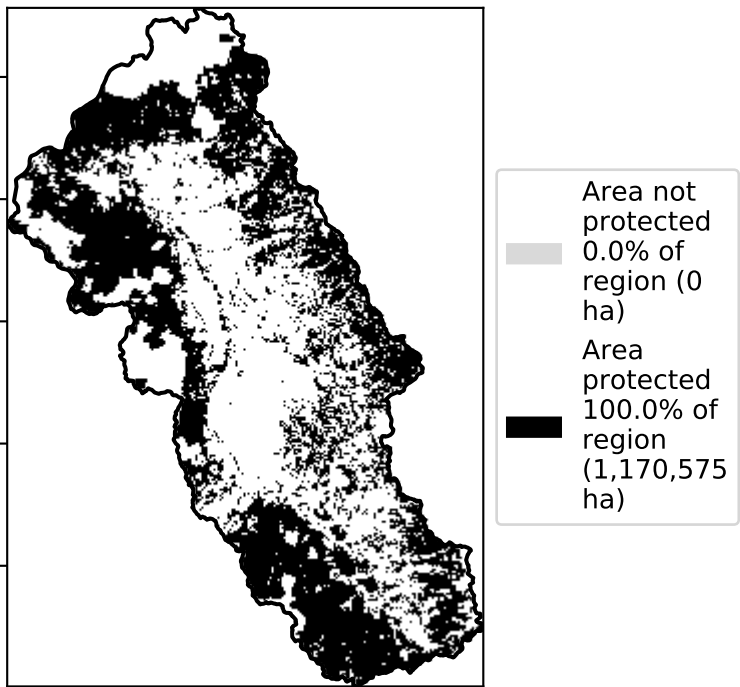 Area not
protected
0.0% of
region (0
ha)
Area
protected
100.0% of
region
(1,170,575
ha)